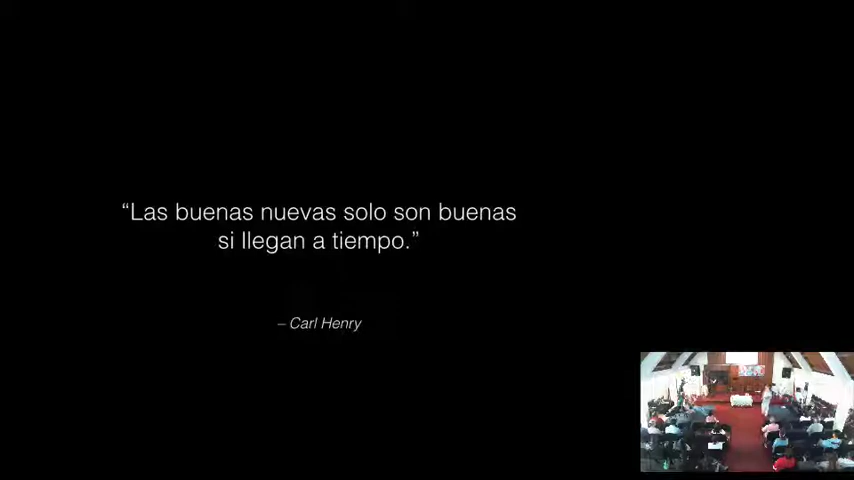 “Las buenas nuevas solo son buenas
si llegan a tiempo.”
– Carl Henry